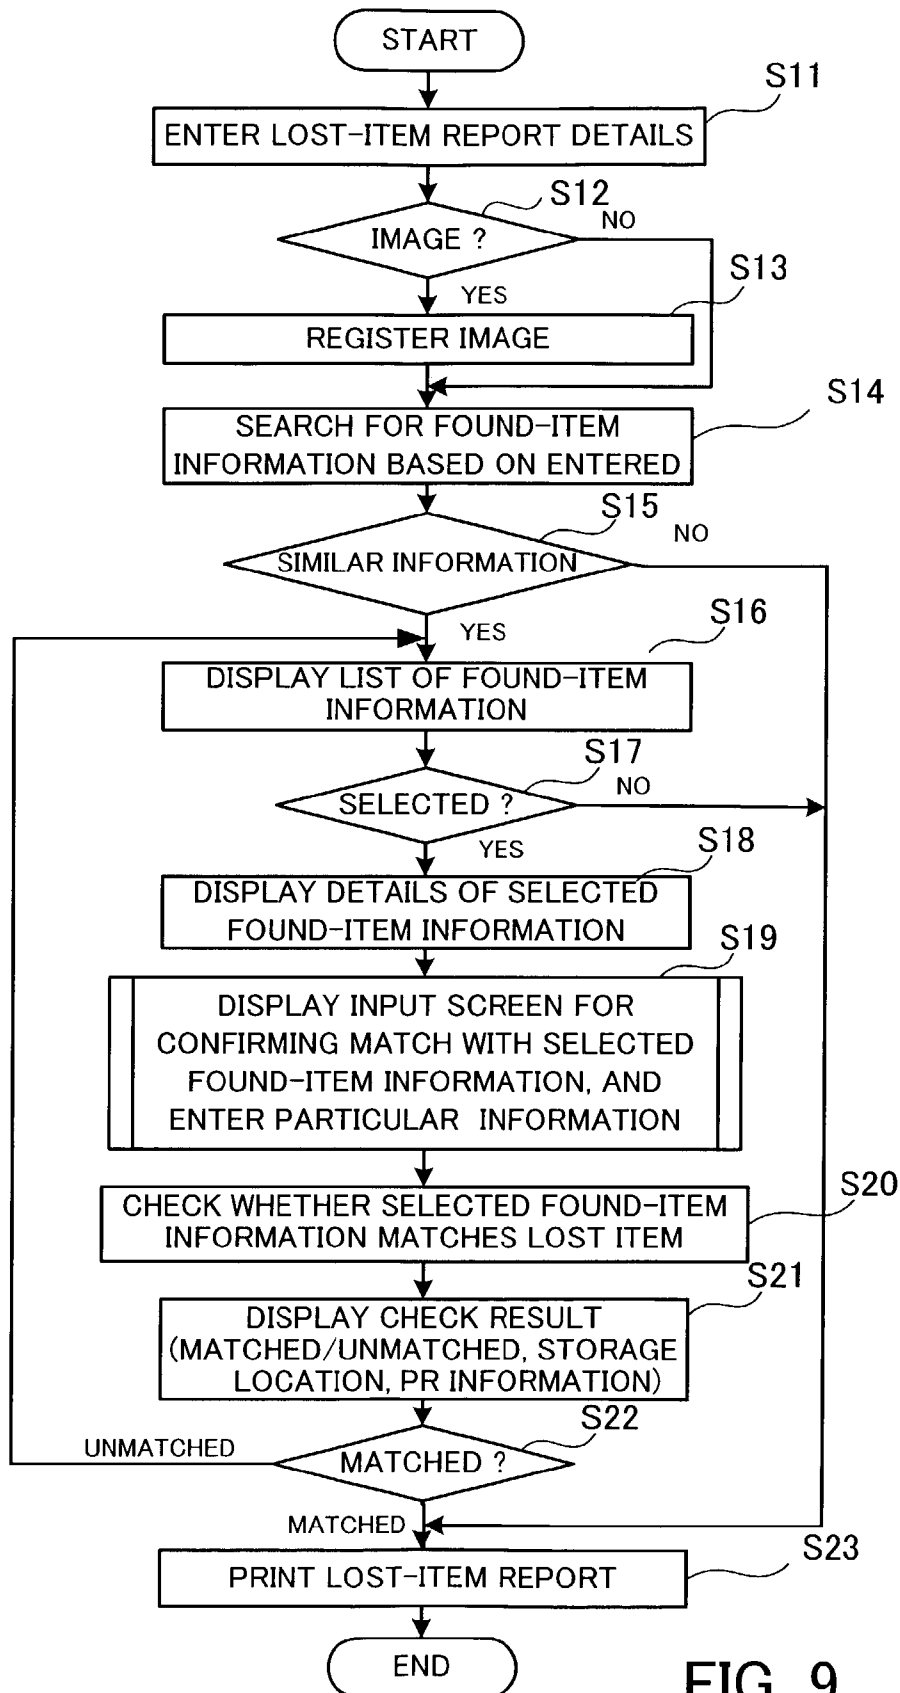 START
S11
ENTER LOST-ITEM REPORT DETAILS
S12
NO
IMAGE ?
S13
YES
REGISTER IMAGE
S14
SEARCH FOR FOUND-ITEM
INFORMATION BASED ON ENTERED
S15
NO
SIMILAR INFORMATION
S16
YES
DISPLAY LIST OF FOUND-ITEM
INFORMATION
S17
NO
SELECTED ?
S18
YES
DISPLAY DETAILS OF SELECTED
FOUND-ITEM INFORMATION
S19
DISPLAY INPUT SCREEN FOR
CONFIRMING MATCH WITH SELECTED
FOUND-ITEM INFORMATION, AND
ENTER PARTICULAR INFORMATION
S20
CHECK WHETHER SELECTED FOUND-ITEM
INFORMATION MATCHES LOST ITEM
S21
DISPLAY CHECK RESULT
(MATCHED/UNMATCHED, STORAGE
LOCATION, PR INFORMATION)
S22
UNMATCHED
MATCHED ?
MATCHED
S23
PRINT LOST-ITEM REPORT
END
FIG. 9